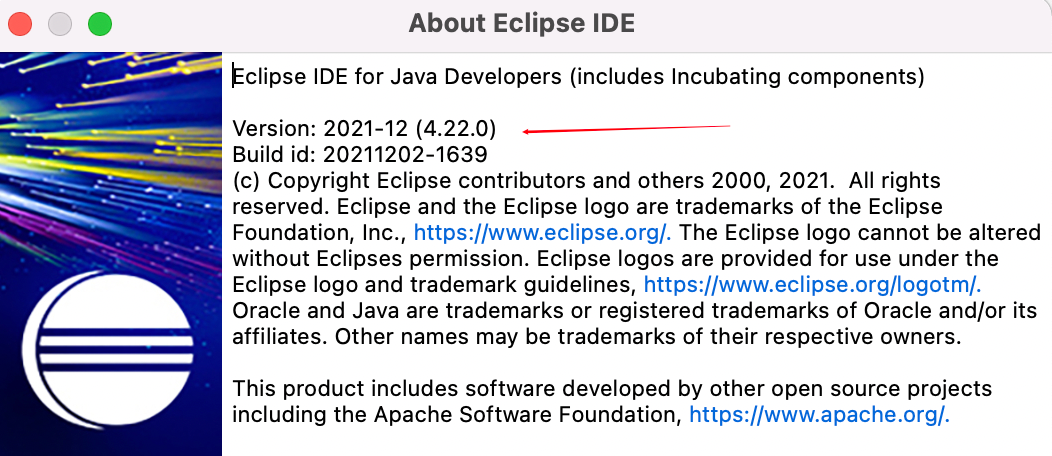 About Eclipse IDE
Eclipse IDE for Java Developers (includes Incubating components)
Version: 2021-12 (4.22.0)
Build id: 20211202-1639
(c) Copyright Eclipse contributors and others 2000, 2021.  All rights
reserved. Eclipse and the Eclipse logo are trademarks of the Eclipse
Foundation, Inc., https://www.eclipse.org/. The Eclipse logo cannot be altered
without Eclipses permission. Eclipse logos are provided for use under the
Eclipse logo and trademark guidelines, https://www.eclipse.org/logotm/.
Oracle and Java are trademarks or registered trademarks of Oracle and/or its
affiliates. Other names may be trademarks of their respective owners.
This product includes software developed by other open source projects
including the Apache Software Foundation, https://www.apache.org/.